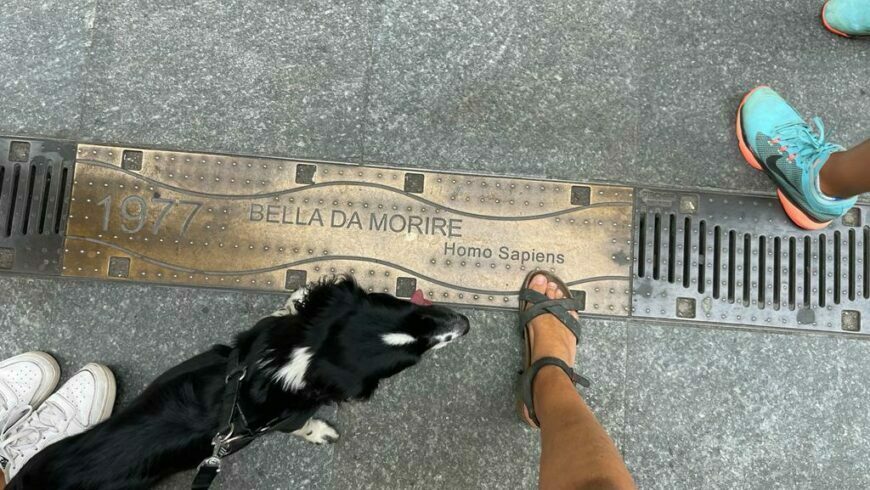 1977 BELLA DA MORIRE
Homo Sapiens